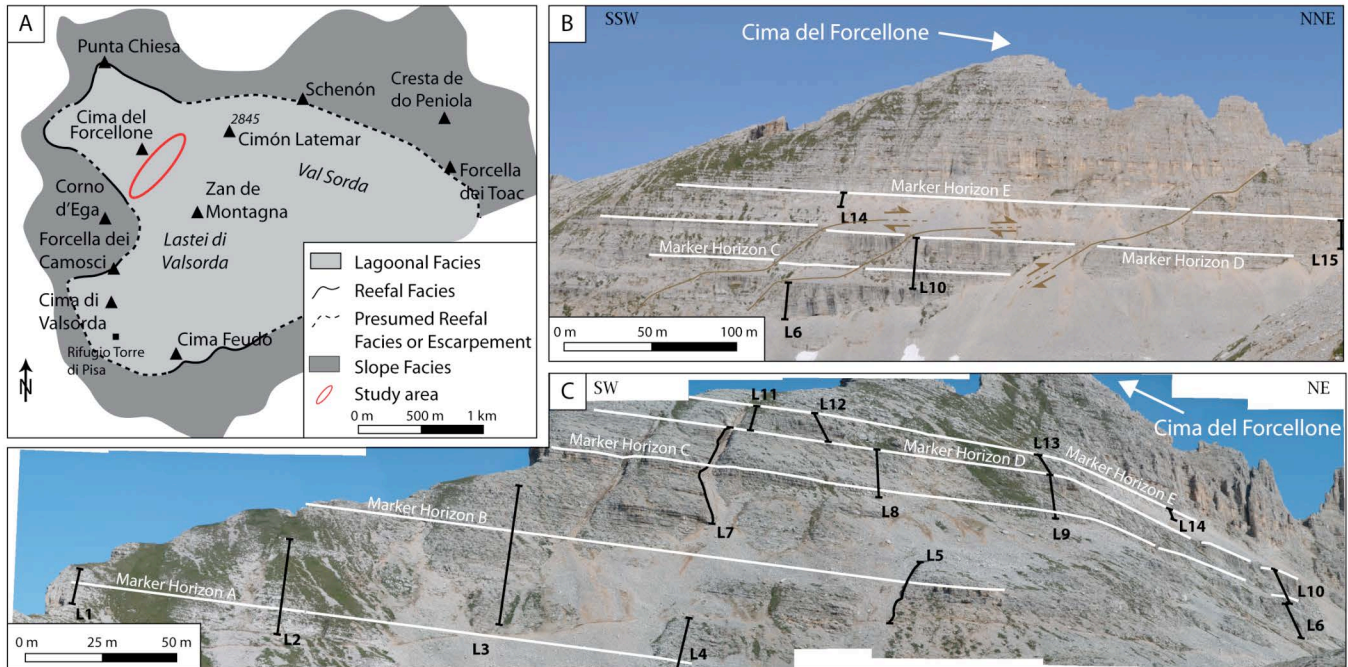 A
Punta Chiesa
Cima del
Forcellone
Schenón
Cresta de
do Peniola
2845
Cimón Latemar
Val Sorda
Forcella
dei Toac
Corno
d'Ega
Zan de
Montagna
Forcella dei
Camosci
Lastei di
Valsorda
Cima di
Valsorda
Rifugio Torre
di Pisa
Cima Feudo
N
Lagoonal Facies
Reefal Facies
Presumed Reefal
Facies or Escarpement
Slope Facies
Study area
0 m 500 m 1 km
B
SSW
NNE
Cima del Forcellone
Marker Horizon E
L14
Marker Horizon C
Marker Horizon D
L15
L10
L6
0 m 50 m 100 m
C
SW
NE
Cima del Forcellone
L11
L12
Marker Horizon C
L13
Marker Horizon D
Marker Horizon E
Marker Horizon B
L7
L8
L9
L14
L5
L10
L6
Marker Horizon A
L1
L2
L3
L4
0 m 25 m 50 m